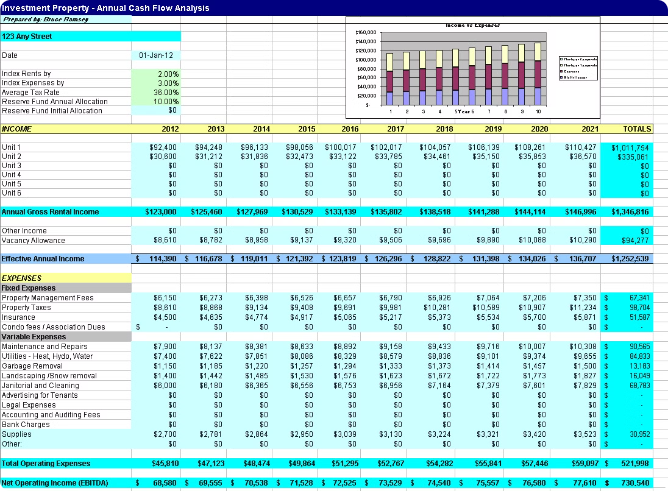 Investment Property - Annual Cash Flow Analysis
Prepared by: Bruce Ramsey
Income vs Expenses
123 Any Street
$160,000
$140,000
$120,000
$100,000
$80,000
$60,000
$40,000
$20,000
$-
1 2 3 4 5 Year 6 7 8 9 10
Date 01-Jan-12
Index Rents by 2.00%
Index Expenses by 3.00%
Average Tax Rate 36.00%
Reserve Fund Annual Allocation 10.00%
Reserve Fund Initial Allocation $0
INCOME 2012 2013 2014 2015 2016 2017 2018 2019 2020 2021 TOTALS
Unit 1 $92,400 $94,248 $96,133 $98,056 $100,017 $102,017 $104,057 $106,139 $108,261 $110,427 $1,011,754
Unit 2 $30,600 $31,212 $31,836 $32,473 $33,122 $33,785 $34,461 $35,150 $35,853 $36,570 $335,061
Unit 3 $0 $0 $0 $0 $0 $0 $0 $0 $0 $0 $0
Unit 4 $0 $0 $0 $0 $0 $0 $0 $0 $0 $0 $0
Unit 5 $0 $0 $0 $0 $0 $0 $0 $0 $0 $0 $0
Unit 6 $0 $0 $0 $0 $0 $0 $0 $0 $0 $0 $0
Annual Gross Rental Income $123,000 $125,460 $127,969 $130,529 $133,139 $135,802 $138,518 $141,288 $144,114 $146,996 $1,346,816
Other Income $0 $0 $0 $0 $0 $0 $0 $0 $0 $0 $0
Vacancy Allowance $8,610 $8,782 $8,958 $9,137 $9,320 $9,506 $9,696 $9,890 $10,088 $10,290 $94,277
Effective Annual Income $ 114,390 $ 116,678 $ 119,011 $ 121,392 $ 123,819 $ 126,296 $ 128,822 $ 131,398 $ 134,026 $ 136,707 $1,252,539
EXPENSES
Fixed Expenses
Property Management Fees $6,150 $6,273 $6,398 $6,526 $6,657 $6,790 $6,926 $7,064 $7,206 $7,350 $ 67,341
Property Taxes $8,610 $8,868 $9,134 $9,408 $9,691 $9,981 $10,281 $10,589 $10,907 $11,234 $ 98,704
Insurance $4,500 $4,635 $4,774 $4,917 $5,065 $5,217 $5,373 $5,534 $5,700 $5,871 $ 51,587
Condo fees / Association Dues $ - $0 $0 $0 $0 $0 $0 $0 $0 $0 $ -
Variable Expenses
Maintenance and Repairs $7,900 $8,137 $8,381 $8,633 $8,892 $9,158 $9,433 $9,716 $10,007 $10,308 $ 90,565
Utilities - Heat, Hydo, Water $7,400 $7,622 $7,851 $8,086 $8,329 $8,579 $8,836 $9,101 $9,374 $9,655 $ 84,833
Garbage Removal $1,150 $1,185 $1,220 $1,257 $1,294 $1,333 $1,373 $1,414 $1,457 $1,500 $ 13,183
Landscaping /Snow removal $1,400 $1,442 $1,485 $1,530 $1,576 $1,623 $1,672 $1,722 $1,773 $1,827 $ 16,049
Janitorial and Cleaning $6,000 $6,180 $6,365 $6,556 $6,753 $6,956 $7,164 $7,379 $7,601 $7,829 $ 68,783
Advertising for Tenants $0 $0 $0 $0 $0 $0 $0 $0 $0 $0 $ -
Legal Expenses $0 $0 $0 $0 $0 $0 $0 $0 $0 $0 $ -
Accounting and Auditing Fees $0 $0 $0 $0 $0 $0 $0 $0 $0 $0 $ -
Bank Charges $0 $0 $0 $0 $0 $0 $0 $0 $0 $0 $ -
Supplies $2,700 $2,781 $2,864 $2,950 $3,039 $3,130 $3,224 $3,321 $3,420 $3,523 $ 30,952
Other $0 $0 $0 $0 $0 $0 $0 $0 $0 $0 $ -
Total Operating Expenses $45,810 $47,123 $48,474 $49,864 $51,295 $52,767 $54,282 $55,841 $57,446 $59,097 $ 521,998
Net Operating Income (EBITDA) $ 68,580 $ 69,555 $ 70,538 $ 71,528 $ 72,525 $ 73,529 $ 74,540 $ 75,557 $ 76,580 $ 77,610 $ 730,540